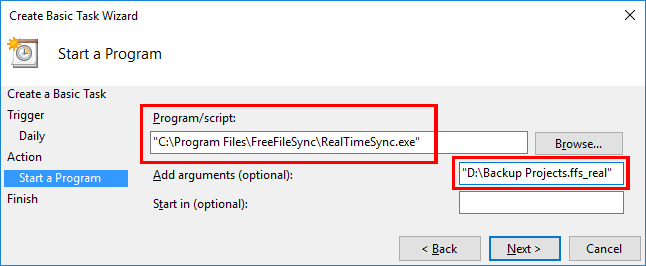 Create Basic Task Wizard
Start a Program
Create a Basic Task
Trigger
Daily
Action
Start a Program
Finish
Program/script:
"C:\Program Files\FreeFileSync\RealTimeSync.exe"
Browse...
Add arguments (optional):
"D:\Backup Projects.ffs_real"
Start in (optional):
< Back
Next >
Cancel